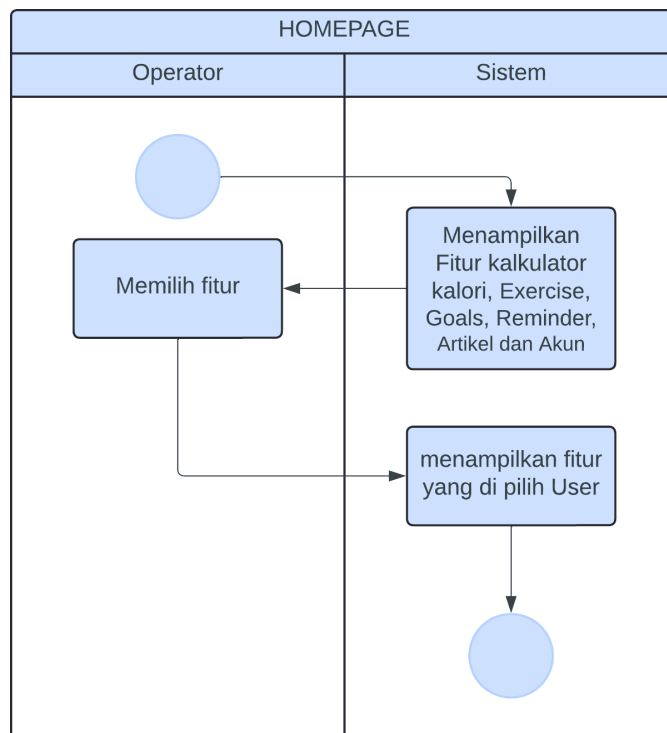 HOMEPAGE
Operator
Sistem
Menampilkan
Fitur kalkulator
kalori, Exercise,
Goals, Reminder,
Artikel dan Akun
Memilih fitur
menampilkan fitur
yang di pilih User